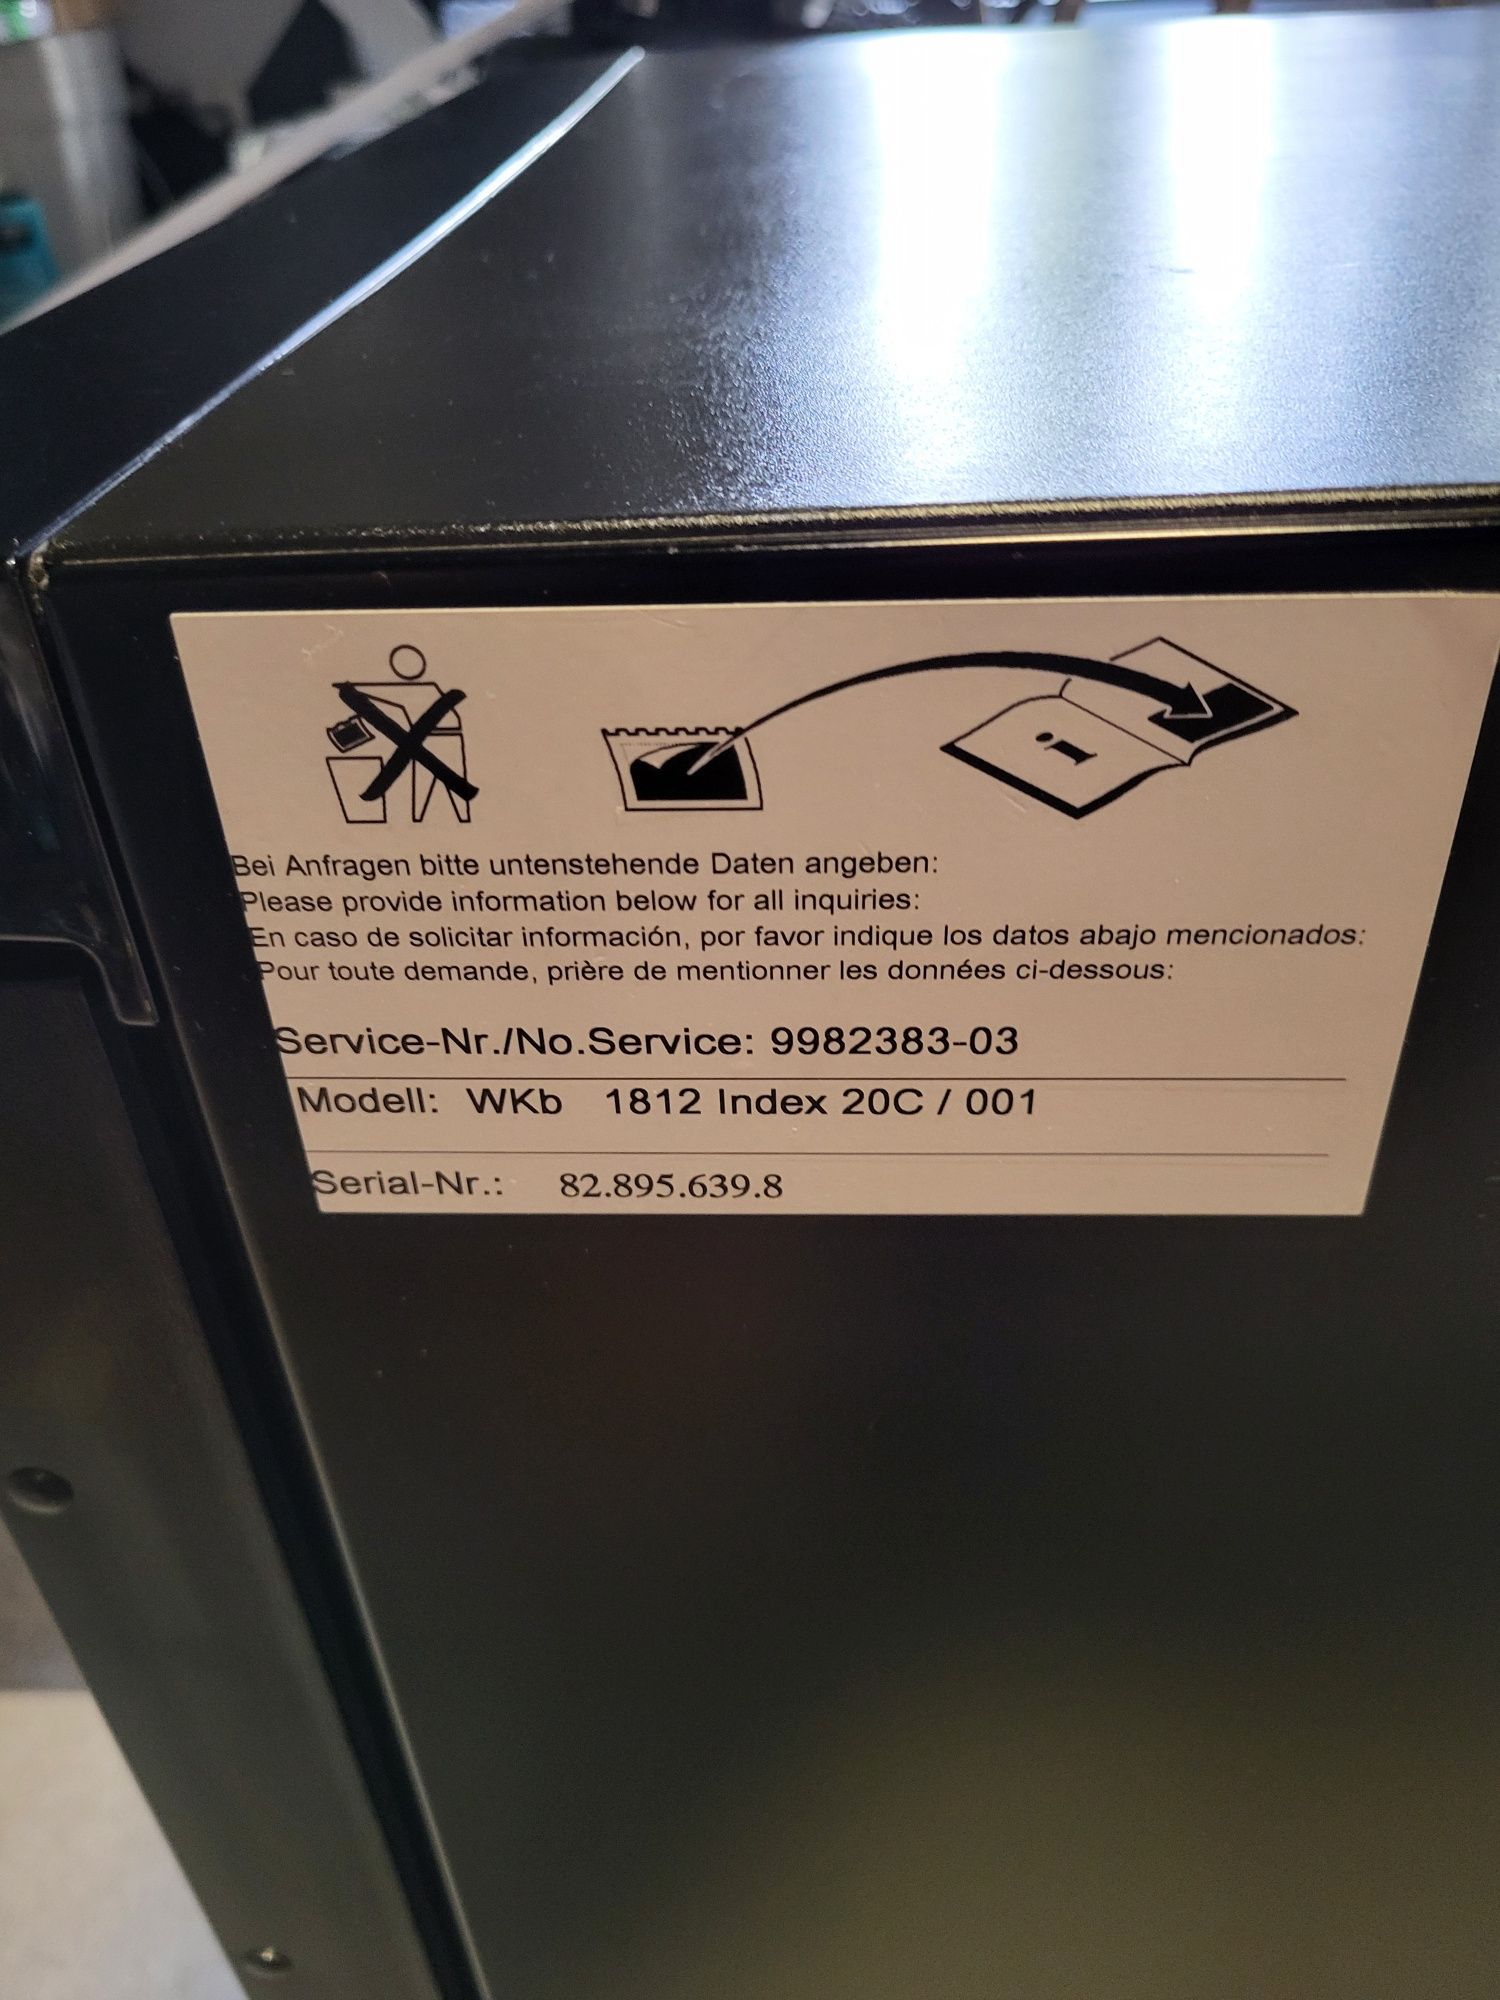 i
Bei Anfragen bitte untenstehende Daten angeben:
Please provide information below for all inquiries:
En caso de solicitar información, por favor indique los datos abajo mencionados:
Pour toute demande, prière de mentionner les données ci-dessous:
Service-Nr./No.Service: 9982383-03
Modell: WKb 1812 Index 20C / 001
Serial-Nr.: 82.895.639.8